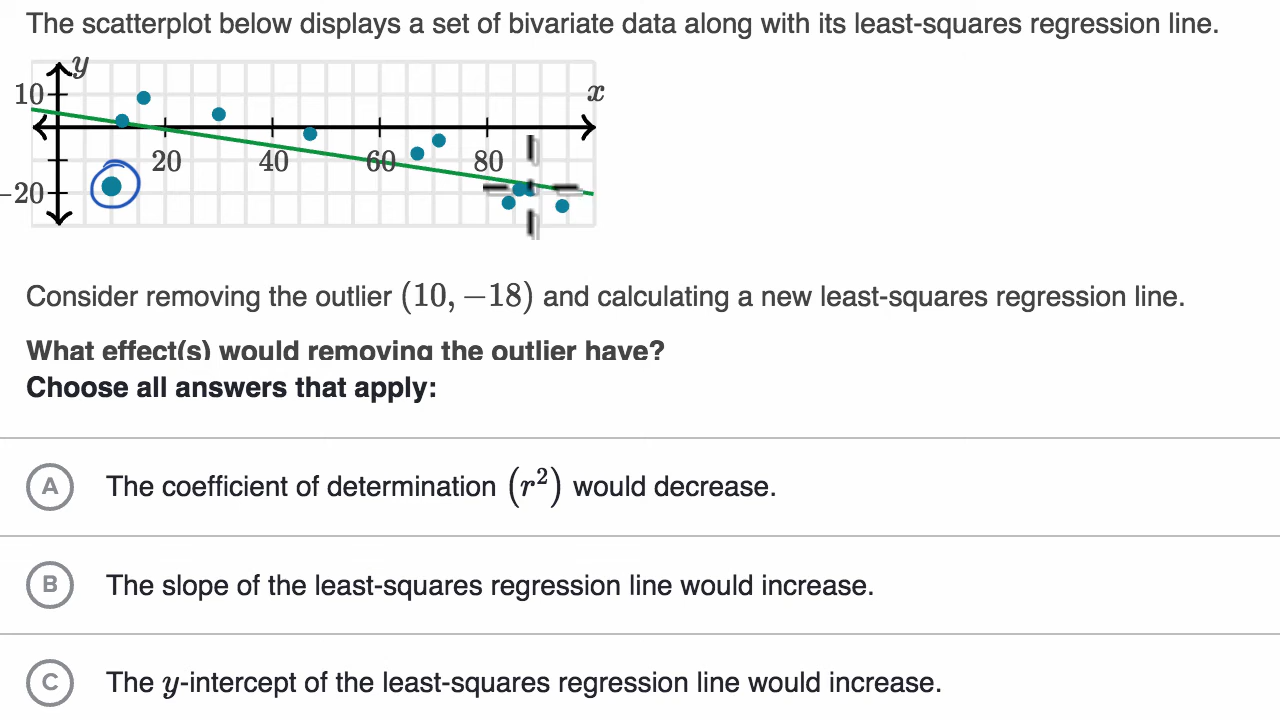 The scatterplot below displays a set of bivariate data along with its least-squares regression line.
y
10
x
20 40 60 80
-20
Consider removing the outlier (10, −18) and calculating a new least-squares regression line.
What effect(s) would removing the outlier have?
Choose all answers that apply:
A The coefficient of determination (r²) would decrease.
B The slope of the least-squares regression line would increase.
C The y-intercept of the least-squares regression line would increase.